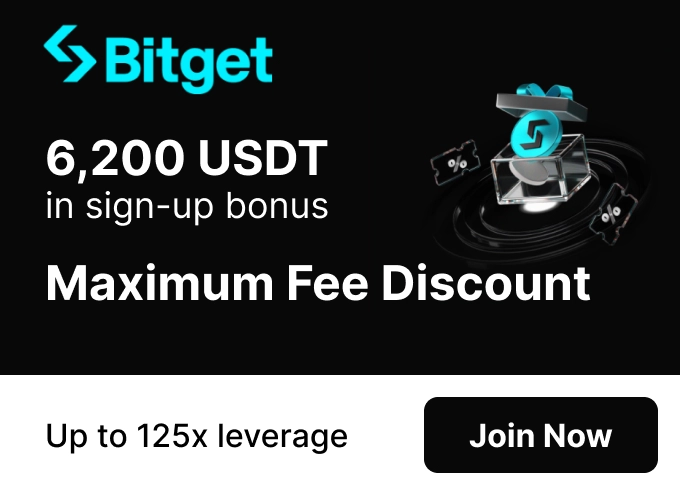 Bitget
6,200 USDT
in sign-up bonus
%
%
Maximum Fee Discount
Up to 125x leverage
Join Now